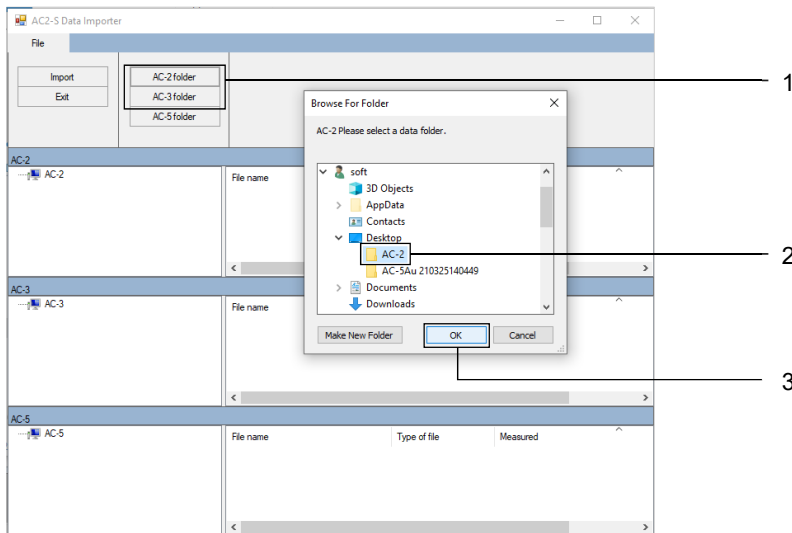 AC2-S Data Importer
File
Import
Exit
AC-2 folder
AC-3 folder
AC-5 folder
1
Browse For Folder
AC-2 Please select a data folder.
soft
3D Objects
AppData
Contacts
Desktop
AC-2
AC-5Au 210325140449
Documents
Downloads
Make New Folder
OK
Cancel
2
3
AC-2
AC-2
File name
AC-3
AC-3
File name
AC-5
AC-5
File name Type of file Measured